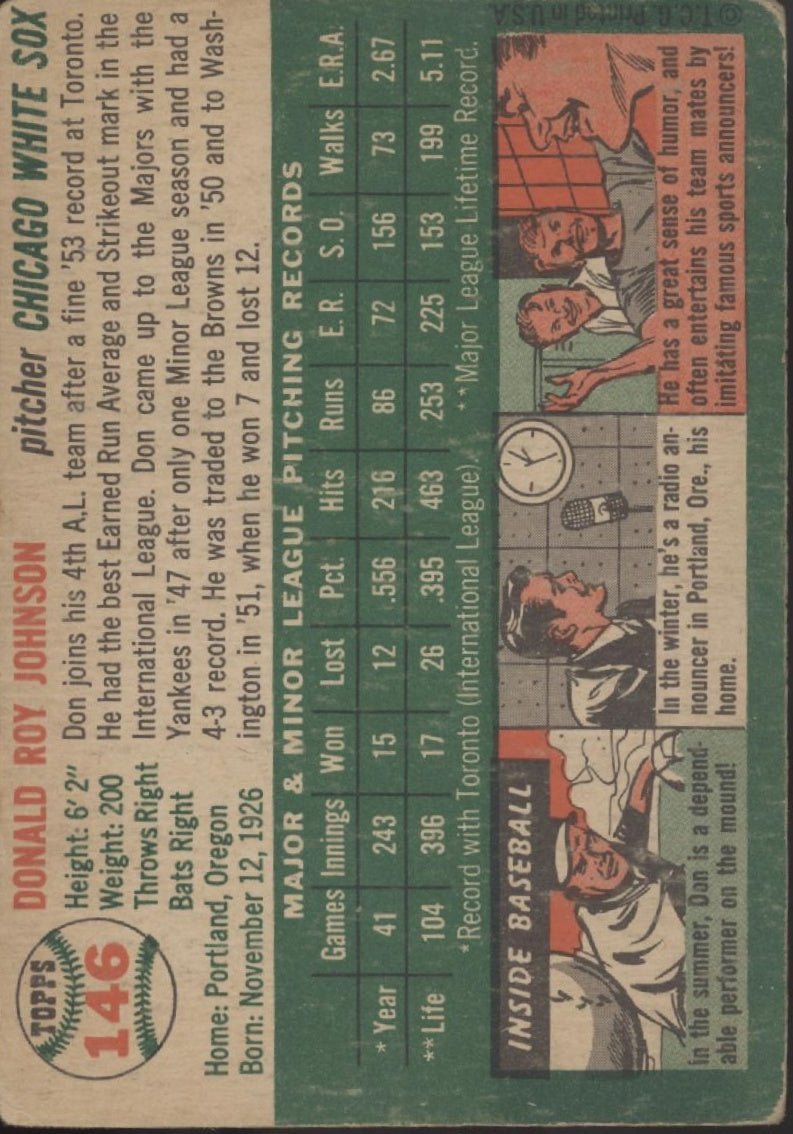 TOPPS
146
DONALD ROY JOHNSON pitcher CHICAGO WHITE SOX
Height: 6' 2"
Weight: 200
Throws Right
Bats Right
Home: Portland, Oregon
Born: November 12, 1926
Don joins his 4th A.L. team after a fine '53 record at Toronto.
He had the best Earned Run Average and Strikeout mark in the
International League. Don came up to the Majors with the
Yankees in '47 after only one Minor League season and had a
4-3 record. He was traded to the Browns in '50 and to Wash-
ington in '51, when he won 7 and lost 12.
MAJOR & MINOR LEAGUE PITCHING RECORDS
Games Innings Won Lost Pct. Hits Runs E.R. S.O. Walks E.R.A.
* Year 41 243 15 12 .556 216 86 72 156 73 2.67
** Life 104 396 17 26 .395 463 253 225 153 199 5.11
* Record with Toronto (International League). ** Major League Lifetime Record.
INSIDE BASEBALL
In the summer, Don is a depend-
able performer on the mound!
In the winter, he's a radio an-
nouncer in Portland, Ore., his
home.
He has a great sense of humor, and
often entertains his team mates by
imitating famous sports announcers!
© T.C.G. Printed in U.S.A.